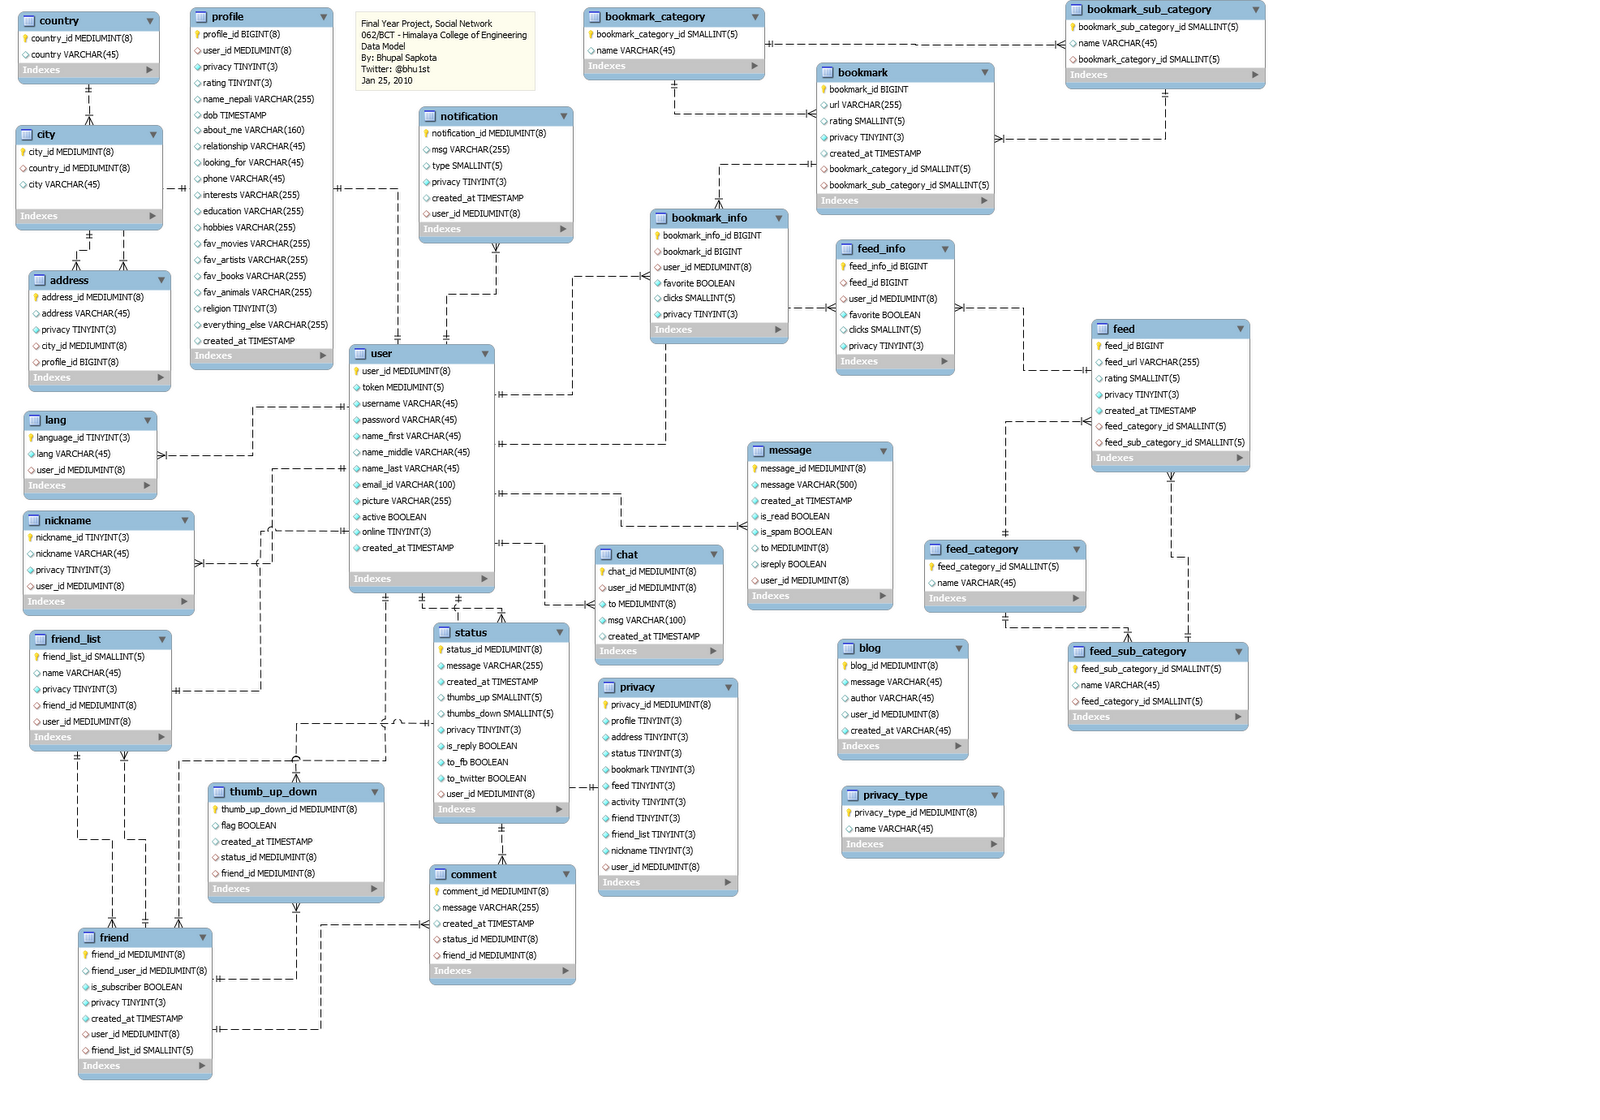 country
country_id MEDIUMINT(8)
country VARCHAR(45)
Indexes
city
city_id MEDIUMINT(8)
country_id MEDIUMINT(8)
city VARCHAR(45)
Indexes
address
address_id MEDIUMINT(8)
address VARCHAR(45)
privacy TINYINT(3)
city_id MEDIUMINT(8)
profile_id BIGINT(8)
Indexes
profile
profile_id BIGINT(8)
user_id MEDIUMINT(8)
privacy TINYINT(3)
rating TINYINT(3)
name_nepali VARCHAR(255)
dob TIMESTAMP
about_me VARCHAR(160)
relationship VARCHAR(45)
looking_for VARCHAR(45)
phone VARCHAR(45)
interests VARCHAR(255)
education VARCHAR(255)
hobbies VARCHAR(255)
fav_movies VARCHAR(255)
fav_artists VARCHAR(255)
fav_books VARCHAR(255)
fav_animals VARCHAR(255)
religion TINYINT(3)
everything_else VARCHAR(255)
created_at TIMESTAMP
Indexes
Final Year Project, Social Network
062/BCT - Himalaya College of Engineering
Data Model
By: Bhupal Sapkota
Twitter: @bhu1st
Jan 25, 2010
notification
notification_id MEDIUMINT(8)
msg VARCHAR(255)
type SMALLINT(5)
privacy TINYINT(3)
created_at TIMESTAMP
user_id MEDIUMINT(8)
Indexes
bookmark_category
bookmark_category_id SMALLINT(5)
name VARCHAR(45)
Indexes
bookmark_sub_category
bookmark_sub_category_id SMALLINT(5)
name VARCHAR(45)
bookmark_category_id SMALLINT(5)
Indexes
bookmark
bookmark_id BIGINT
url VARCHAR(255)
rating SMALLINT(5)
privacy TINYINT(3)
created_at TIMESTAMP
bookmark_category_id SMALLINT(5)
bookmark_sub_category_id SMALLINT(5)
Indexes
bookmark_info
bookmark_info_id BIGINT
bookmark_id BIGINT
user_id MEDIUMINT(8)
favorite BOOLEAN
clicks SMALLINT(5)
privacy TINYINT(3)
Indexes
feed_info
feed_info_id BIGINT
feed_id BIGINT
user_id MEDIUMINT(8)
favorite BOOLEAN
clicks SMALLINT(5)
privacy TINYINT(3)
Indexes
feed
feed_id BIGINT
feed_url VARCHAR(255)
rating SMALLINT(5)
privacy TINYINT(3)
created_at TIMESTAMP
feed_category_id SMALLINT(5)
feed_sub_category_id SMALLINT(5)
Indexes
user
user_id MEDIUMINT(8)
token MEDIUMINT(5)
username VARCHAR(45)
password VARCHAR(45)
name_first VARCHAR(45)
name_middle VARCHAR(45)
name_last VARCHAR(45)
email_id VARCHAR(100)
picture VARCHAR(255)
active BOOLEAN
online TINYINT(3)
created_at TIMESTAMP
Indexes
lang
language_id TINYINT(3)
lang VARCHAR(45)
user_id MEDIUMINT(8)
Indexes
nickname
nickname_id TINYINT(3)
nickname VARCHAR(45)
privacy TINYINT(3)
user_id MEDIUMINT(8)
Indexes
message
message_id MEDIUMINT(8)
message VARCHAR(500)
created_at TIMESTAMP
is_read BOOLEAN
is_spam BOOLEAN
to MEDIUMINT(8)
isreply BOOLEAN
user_id MEDIUMINT(8)
Indexes
chat
chat_id MEDIUMINT(8)
user_id MEDIUMINT(8)
to MEDIUMINT(8)
msg VARCHAR(100)
created_at TIMESTAMP
Indexes
feed_category
feed_category_id SMALLINT(5)
name VARCHAR(45)
Indexes
feed_sub_category
feed_sub_category_id SMALLINT(5)
name VARCHAR(45)
feed_category_id SMALLINT(5)
Indexes
friend_list
friend_list_id SMALLINT(5)
name VARCHAR(45)
privacy TINYINT(3)
friend_id MEDIUMINT(8)
user_id MEDIUMINT(8)
Indexes
status
status_id MEDIUMINT(8)
message VARCHAR(255)
created_at TIMESTAMP
thumbs_up SMALLINT(5)
thumbs_down SMALLINT(5)
privacy TINYINT(3)
is_reply BOOLEAN
to_fb BOOLEAN
to_twitter BOOLEAN
user_id MEDIUMINT(8)
Indexes
privacy
privacy_id MEDIUMINT(8)
profile TINYINT(3)
address TINYINT(3)
status TINYINT(3)
bookmark TINYINT(3)
feed TINYINT(3)
activity TINYINT(3)
friend TINYINT(3)
friend_list TINYINT(3)
nickname TINYINT(3)
user_id MEDIUMINT(8)
Indexes
blog
blog_id MEDIUMINT(8)
message VARCHAR(45)
author VARCHAR(45)
user_id MEDIUMINT(8)
created_at VARCHAR(45)
Indexes
privacy_type
privacy_type_id MEDIUMINT(8)
name VARCHAR(45)
Indexes
thumb_up_down
thumb_up_down_id MEDIUMINT(8)
flag BOOLEAN
created_at TIMESTAMP
status_id MEDIUMINT(8)
friend_id MEDIUMINT(8)
Indexes
comment
comment_id MEDIUMINT(8)
message VARCHAR(255)
created_at TIMESTAMP
status_id MEDIUMINT(8)
friend_id MEDIUMINT(8)
Indexes
friend
friend_id MEDIUMINT(8)
friend_user_id MEDIUMINT(8)
is_subscriber BOOLEAN
privacy TINYINT(3)
created_at TIMESTAMP
user_id MEDIUMINT(8)
friend_list_id SMALLINT(5)
Indexes